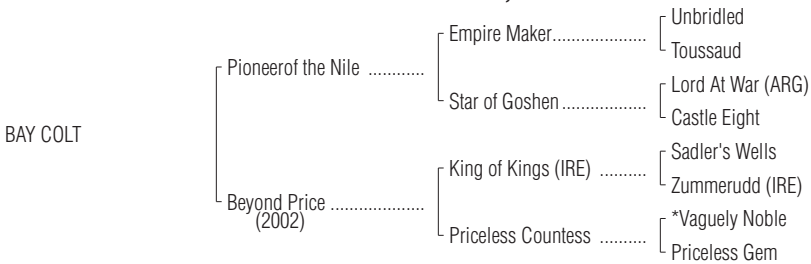 Unbridled
Empire Maker....................
Toussaud
Pioneerof the Nile ............
Lord At War (ARG)
Star of Goshen..................
Castle Eight
BAY COLT
Sadler's Wells
King of Kings (IRE) ..........
Zummerudd (IRE)
Beyond Price ....................
(2002)
*Vaguely Noble
Priceless Countess ..........
Priceless Gem